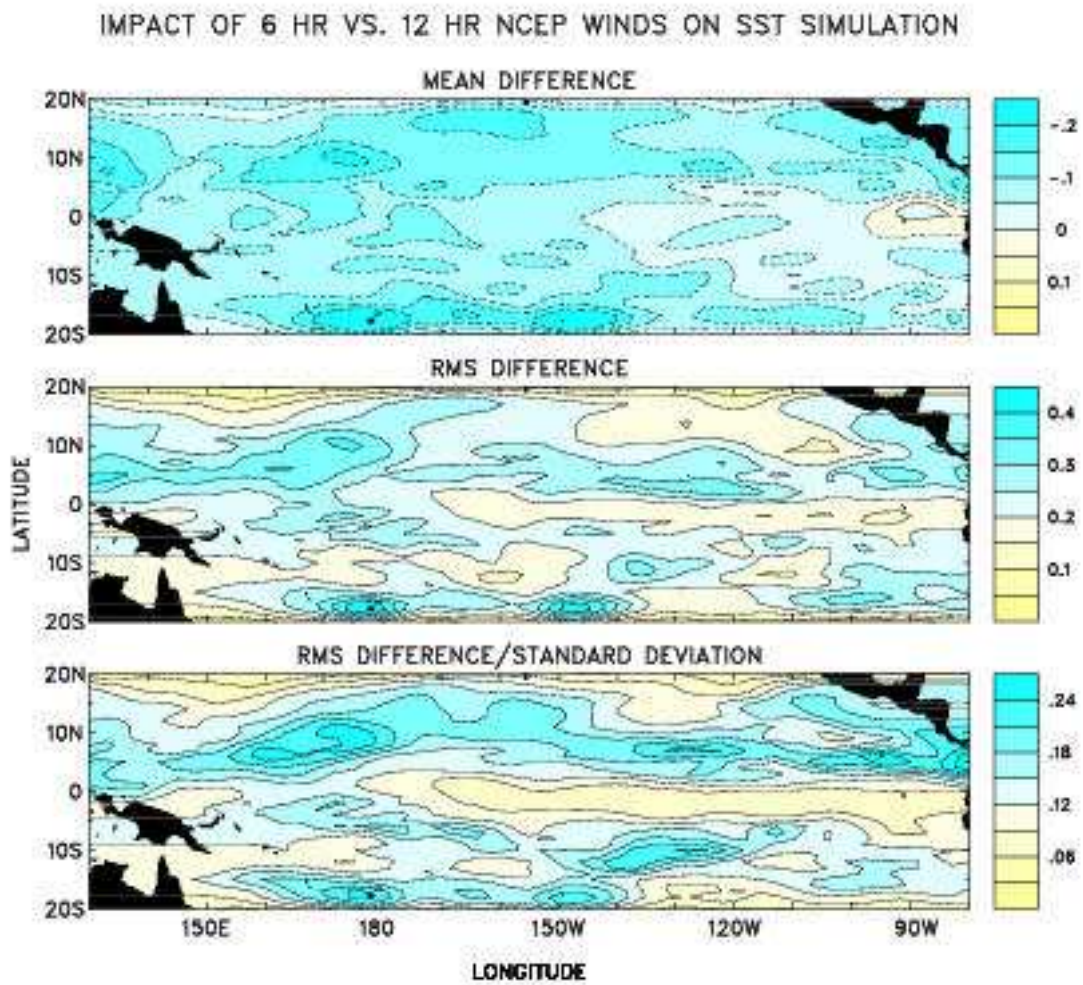 IMPACT OF 6 HR VS. 12 HR NCEP WINDS ON SST SIMULATION
MEAN DIFFERENCE
20N
10N
0
10S
20S
-.2
-.1
0
0.1
RMS DIFFERENCE
20N
10N
0
10S
20S
0.4
0.3
0.2
0.1
LATITUDE
RMS DIFFERENCE/STANDARD DEVIATION
20N
10N
0
10S
20S
.24
.18
.12
.06
150E 180 150W 120W 90W
LONGITUDE